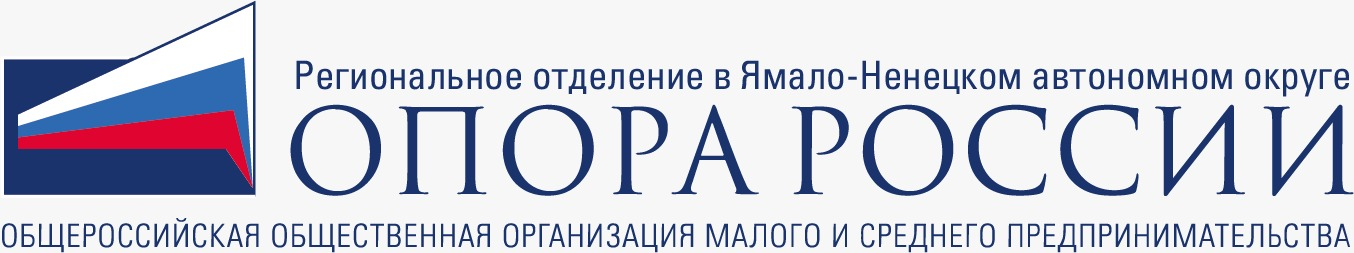 Региональное отделение в Ямало-Ненецком автономном округе
ОПОРА РОССИИ
ОБЩЕРОССИЙСКАЯ ОБЩЕСТВЕННАЯ ОРГАНИЗАЦИЯ МАЛОГО И СРЕДНЕГО ПРЕДПРИНИМАТЕЛЬСТВА